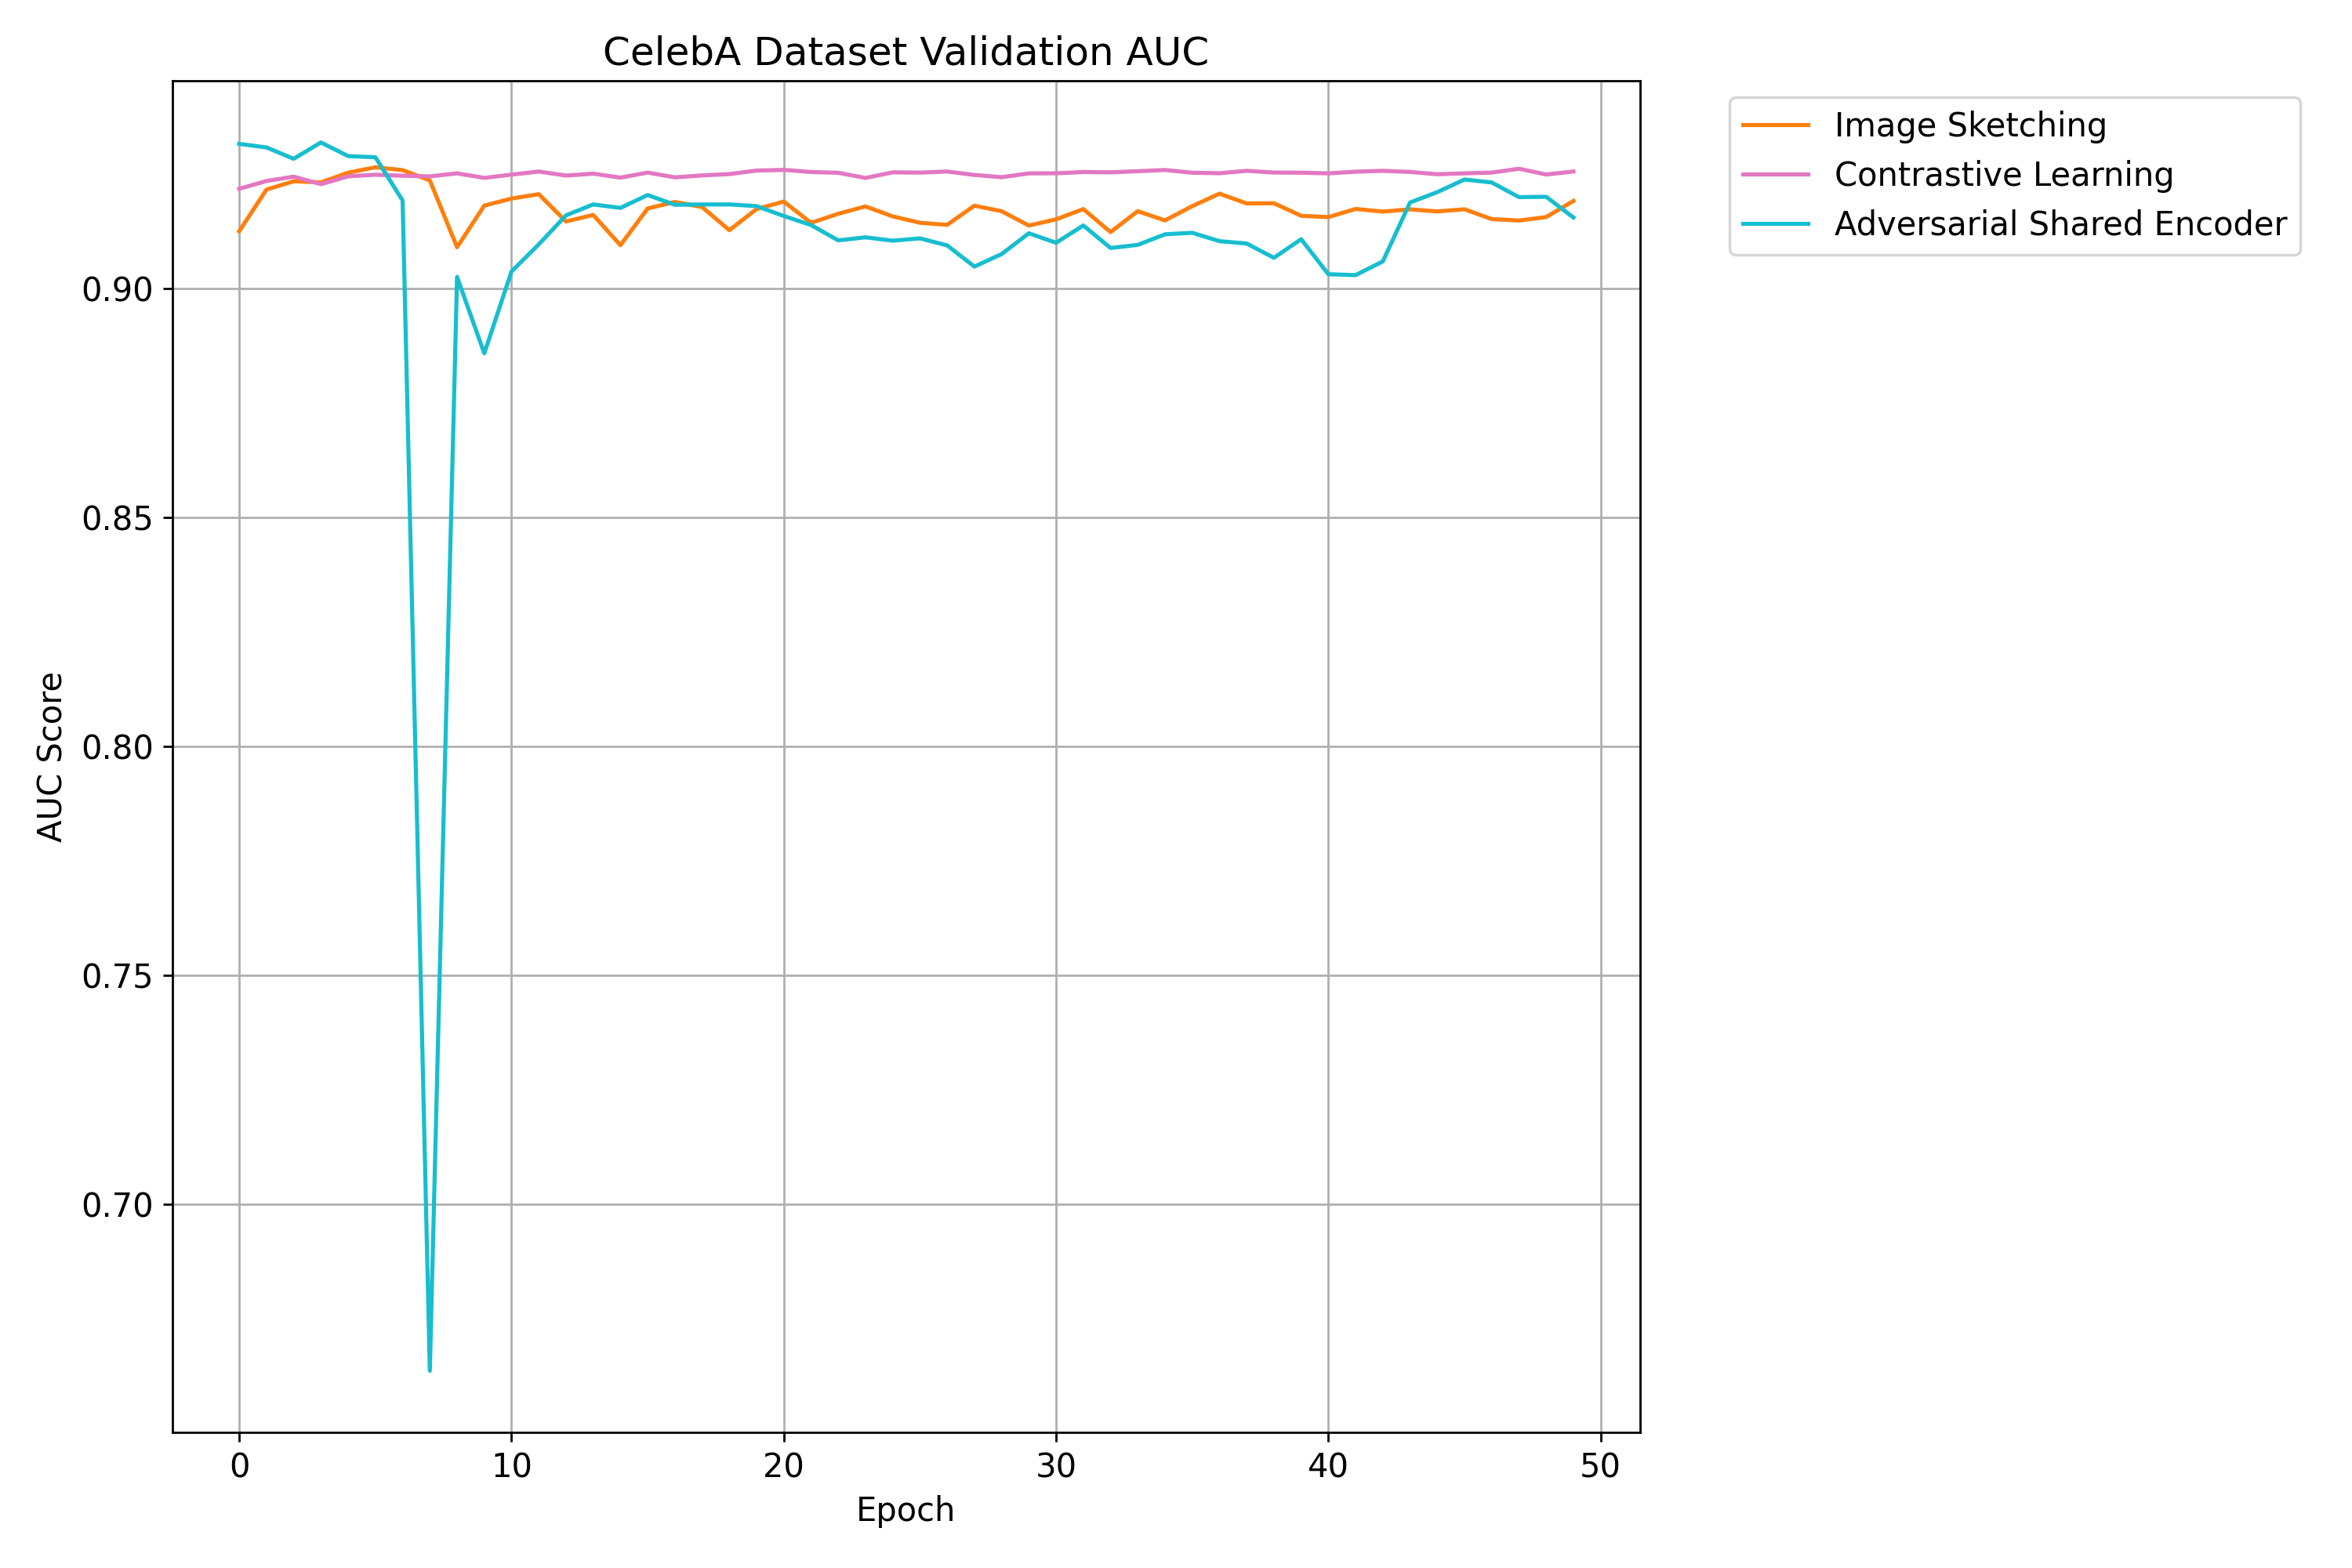 CelebA Dataset Validation AUC
Image Sketching
Contrastive Learning
Adversarial Shared Encoder
AUC Score
0.90
0.85
0.80
0.75
0.70
0 10 20 30 40 50
Epoch